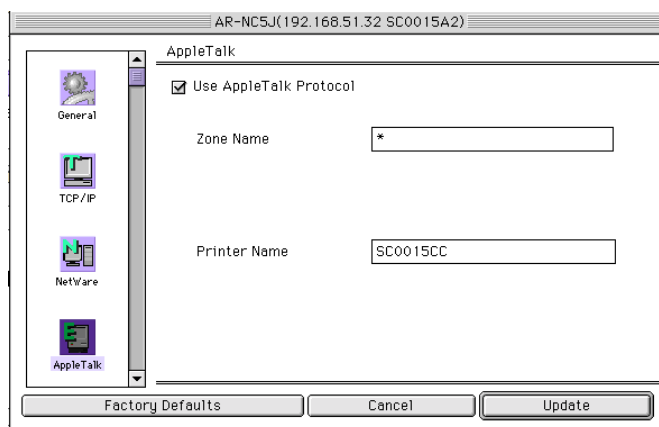 AR-NC5J(192.168.51.32 SC0015A2)
AppleTalk
Use AppleTalk Protocol
General
Zone Name
*
TCP/IP
Printer Name
SC0015CC
NetWare
AppleTalk
Factory Defaults
Cancel
Update